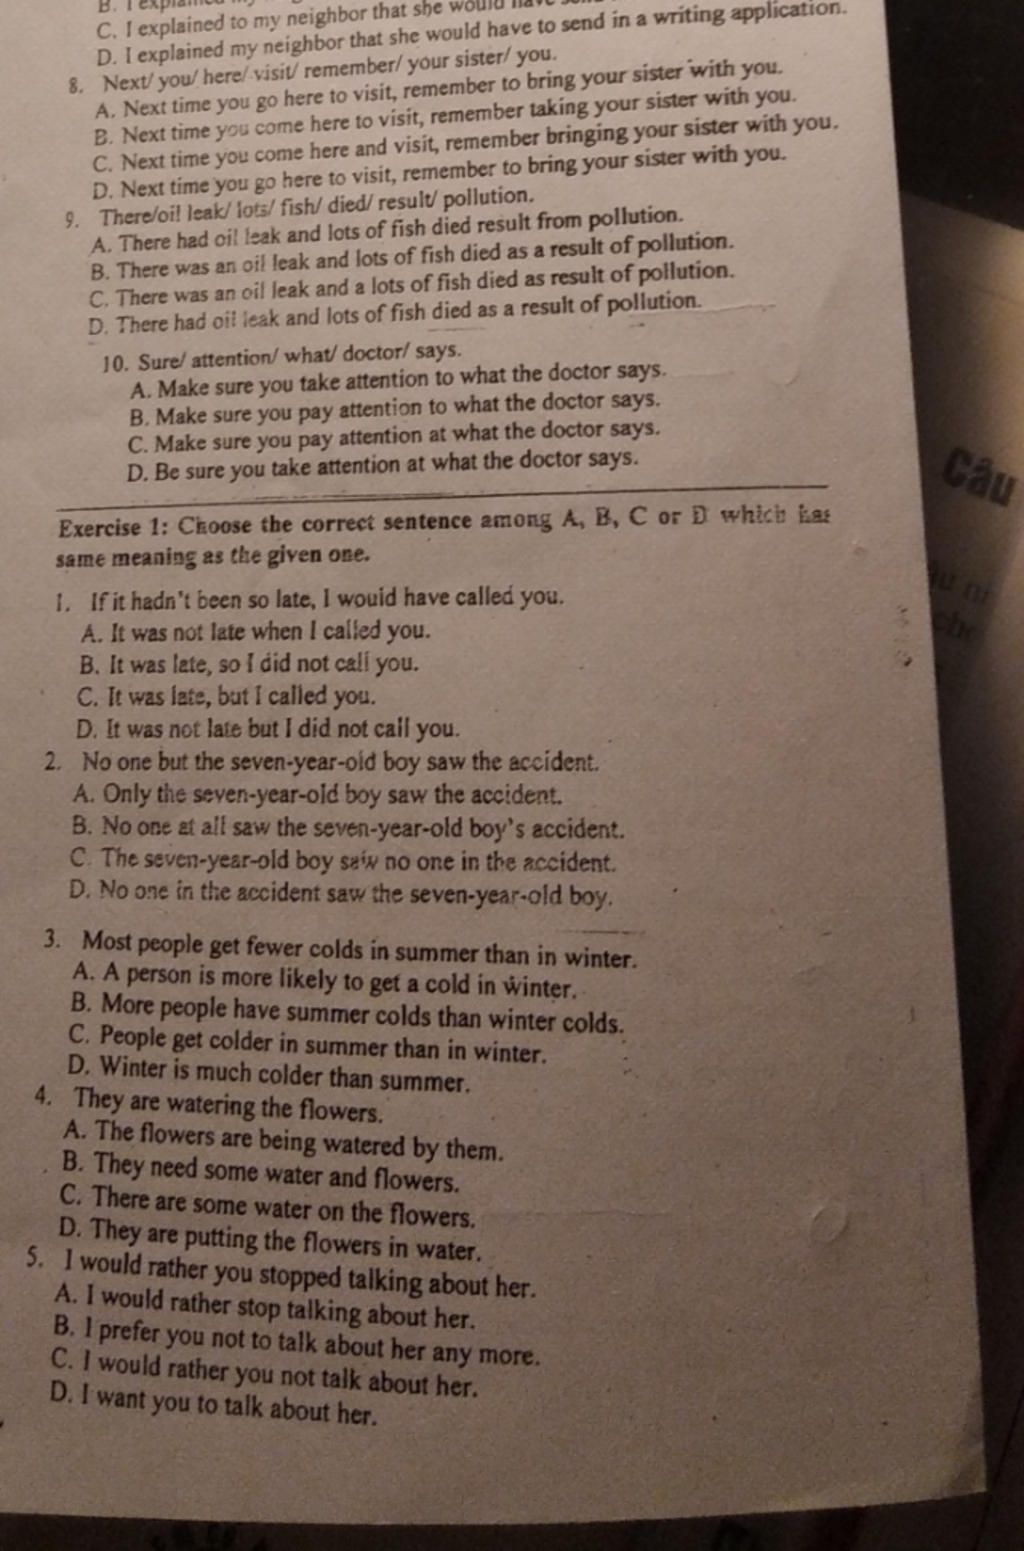 C. I explained to my neighbor that she would
D. I explained my neighbor that she would have to send in a writing application.
8. Next/ you/ here/ visit/ remember/ your sister/ you.
A. Next time you go here to visit, remember to bring your sister with you.
B. Next time you come here to visit, remember taking your sister with you.
C. Next time you come here and visit, remember bringing your sister with you.
D. Next time you go here to visit, remember to bring your sister with you.
9. There/oil leak/ lots/ fish/ died/ result/ pollution.
A. There had oil leak and lots of fish died result from pollution.
B. There was an oil leak and lots of fish died as a result of pollution.
C. There was an oil leak and a lots of fish died as result of pollution.
D. There had oil leak and lots of fish died as a result of pollution.
10. Sure/ attention/ what/ doctor/ says.
A. Make sure you take attention to what the doctor says.
B. Make sure you pay attention to what the doctor says.
C. Make sure you pay attention at what the doctor says.
D. Be sure you take attention at what the doctor says.
Exercise 1: Choose the correct sentence among A, B, C or D which has
same meaning as the given one.
1. If it hadn't been so late, I would have called you.
A. It was not late when I called you.
B. It was late, so I did not call you.
C. It was late, but I called you.
D. It was not late but I did not call you.
2. No one but the seven-year-old boy saw the accident.
A. Only the seven-year-old boy saw the accident.
B. No one at all saw the seven-year-old boy's accident.
C. The seven-year-old boy saw no one in the accident.
D. No one in the accident saw the seven-year-old boy.
3. Most people get fewer colds in summer than in winter.
A. A person is more likely to get a cold in winter.
B. More people have summer colds than winter colds.
C. People get colder in summer than in winter.
D. Winter is much colder than summer.
4. They are watering the flowers.
A. The flowers are being watered by them.
B. They need some water and flowers.
C. There are some water on the flowers.
D. They are putting the flowers in water.
5. I would rather you stopped talking about her.
A. I would rather stop talking about her.
B. I prefer you not to talk about her any more.
C. I would rather you not talk about her.
D. I want you to talk about her.
Câu